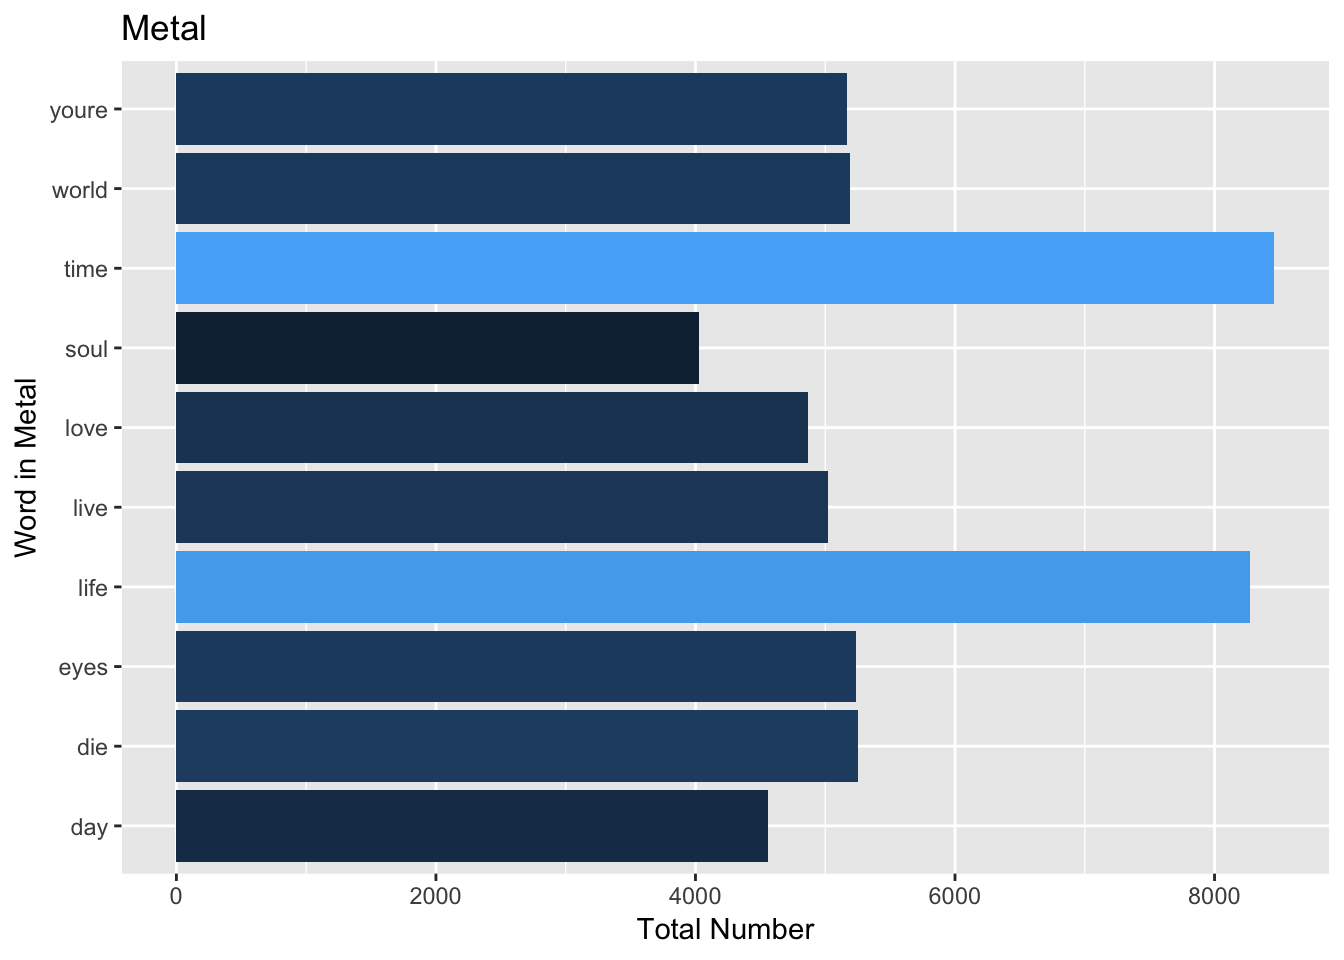 Metal
youre
world
time
soul
love
live
life
eyes
die
day
Word in Metal
0 2000 4000 6000 8000
Total Number